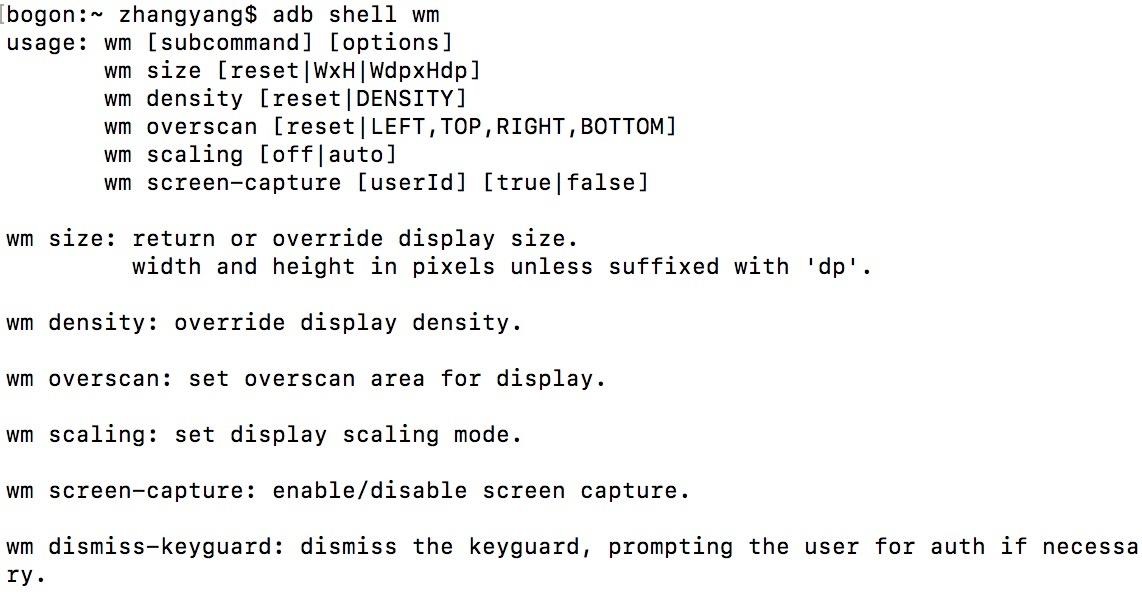 [bogon:~ zhangyang$ adb shell wm
usage: wm [subcommand] [options]
       wm size [reset|WxH|WdpxHdp]
       wm density [reset|DENSITY]
       wm overscan [reset|LEFT,TOP,RIGHT,BOTTOM]
       wm scaling [off|auto]
       wm screen-capture [userId] [true|false]

wm size: return or override display size.
         width and height in pixels unless suffixed with 'dp'.

wm density: override display density.

wm overscan: set overscan area for display.

wm scaling: set display scaling mode.

wm screen-capture: enable/disable screen capture.

wm dismiss-keyguard: dismiss the keyguard, prompting the user for auth if necessa
ry.